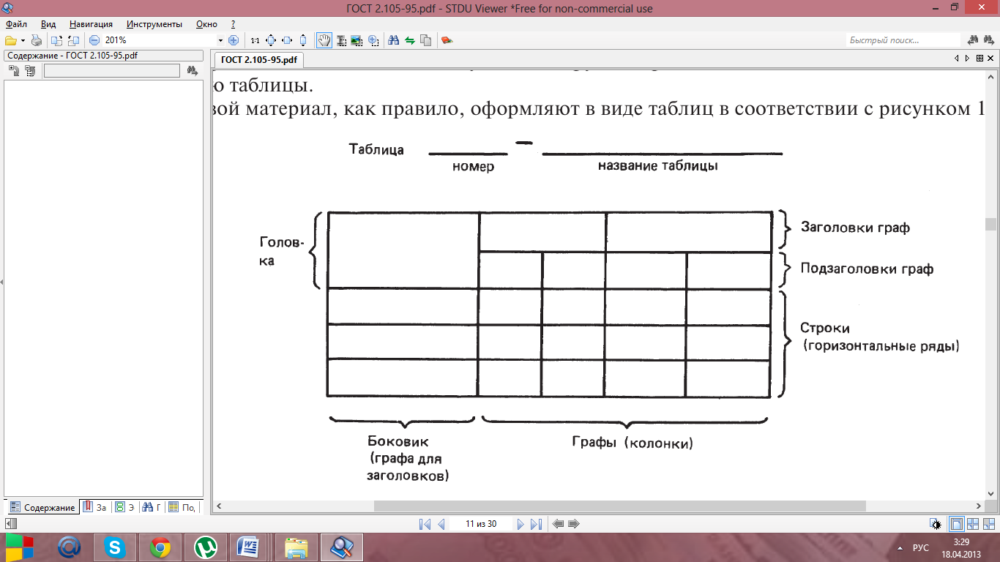 ГОСТ 2.105-95.pdf - STDU Viewer *Free for non-commercial use
Файл Вид Навигация Инструменты Окно ?
201%
1:1
Быстрый поиск...
Содержание - ГОСТ 2.105-95.pdf
ГОСТ 2.105-95.pdf
ю таблицы.
вой материал, как правило, оформляют в виде таблиц в соответствии с рисунком 1
Таблица
номер
название таблицы
Голов-
ка
Заголовки граф
Подзаголовки граф
Строки
(горизонтальные ряды)
Боковик
(графа для
заголовков)
Графы (колонки)
Содержание За Э Г По,
11 из 30
РУС
3:29
18.04.2013